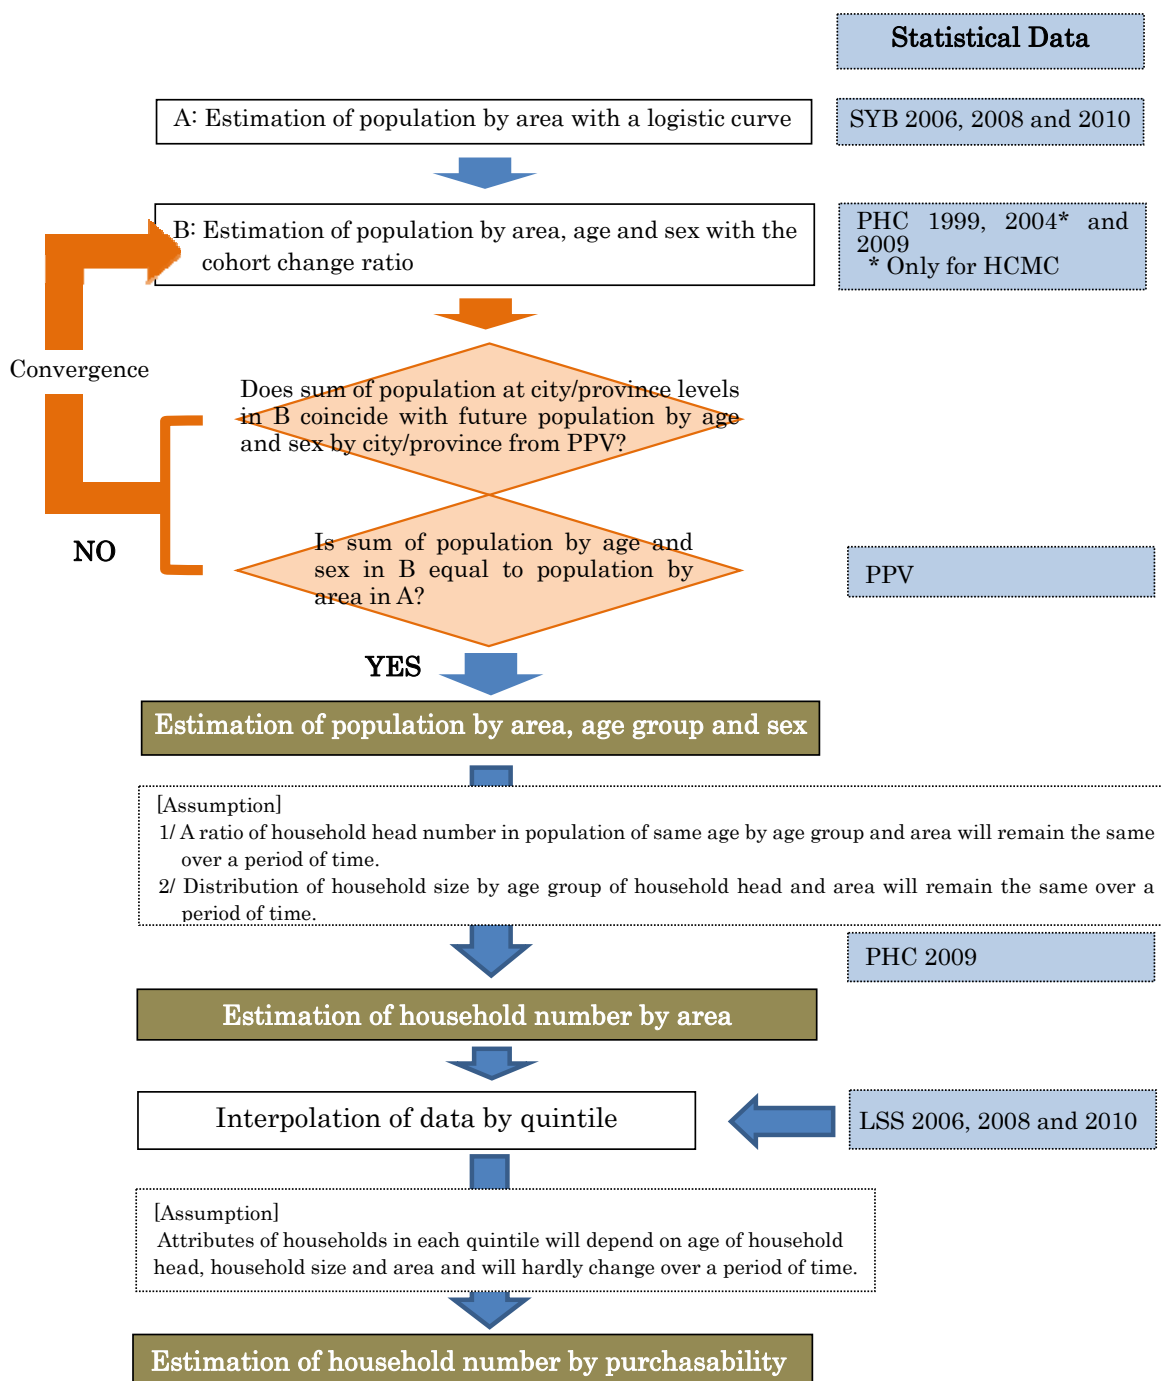 Statistical Data
A: Estimation of population by area with a logistic curve
SYB 2006, 2008 and 2010
B: Estimation of population by area, age and sex with the
cohort change ratio
PHC 1999, 2004* and
2009
* Only for HCMC
Convergence
Does sum of population at city/province levels
in B coincide with future population by age
and sex by city/province from PPV?
NO
Is sum of population by age and
sex in B equal to population by
area in A?
PPV
YES
Estimation of population by area, age group and sex
[Assumption]
1/ A ratio of household head number in population of same age by age group and area will remain the same
over a period of time.
2/ Distribution of household size by age group of household head and area will remain the same over a
period of time.
PHC 2009
Estimation of household number by area
Interpolation of data by quintile
LSS 2006, 2008 and 2010
[Assumption]
Attributes of households in each quintile will depend on age of household
head, household size and area and will hardly change over a period of time.
Estimation of household number by purchasability